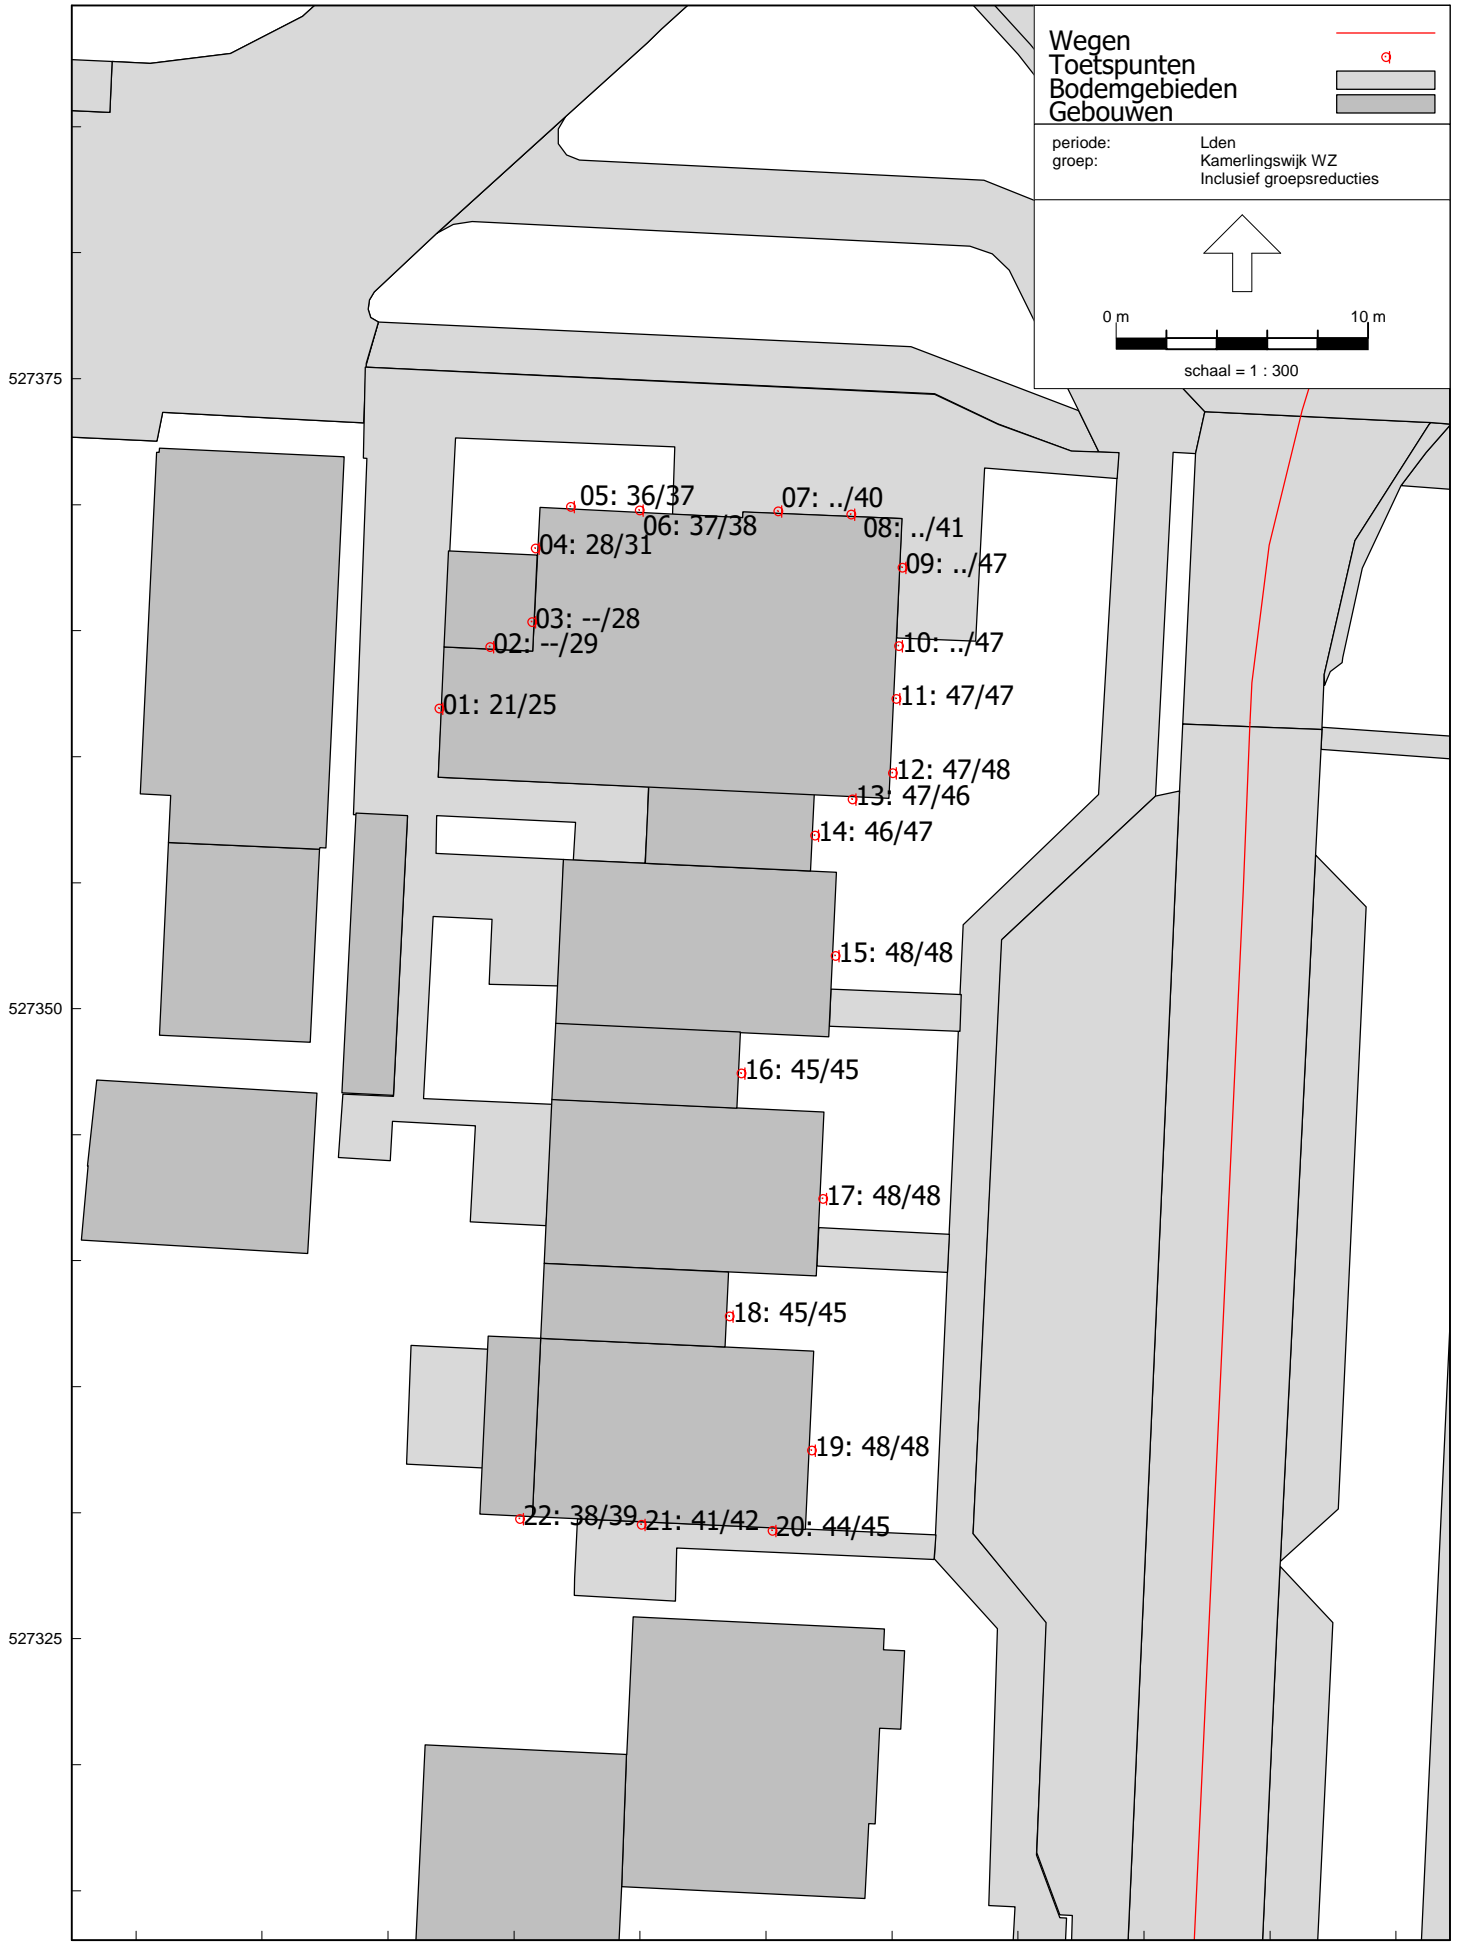 Wegen
Toetspunten
Bodemgebieden
Gebouwen
periode: Lden
groep: Kamerlingswijk WZ
Inclusief groepsreducties
0 m 10 m
schaal = 1 : 300
527375
05: 36/37
07: ../40
06: 37/38
08: ../41
04: 28/31
09: ../47
03: --/28
02: --/29
10: ../47
11: 47/47
01: 21/25
12: 47/48
13: 47/46
14: 46/47
15: 48/48
527350
16: 45/45
17: 48/48
18: 45/45
19: 48/48
22: 38/39
21: 41/42
20: 44/45
527325